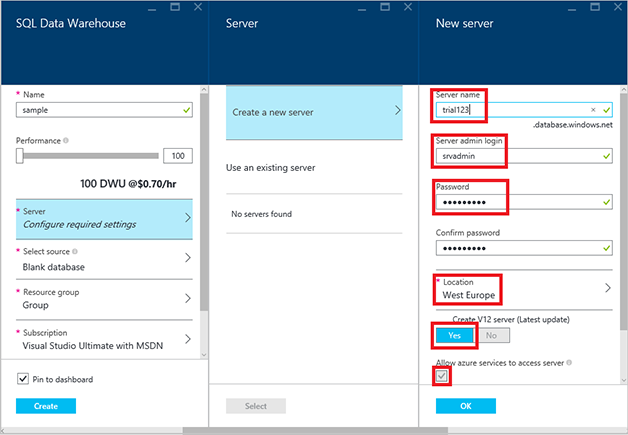 SQL Data Warehouse
* Name
sample
Performance
100
100 DWU @$0.70/hr
* Server
Configure required settings
* Select source
Blank database
* Resource group
Group
* Subscription
Visual Studio Ultimate with MSDN
Pin to dashboard
Create
Server
Create a new server
Use an existing server
No servers found
Select
New server
Server name
trial123
.database.windows.net
Server admin login
srvadmin
Password
•••••••••
Confirm password
•••••••••
* Location
West Europe
Create V12 server (Latest update)
Yes No
Allow azure services to access server
OK